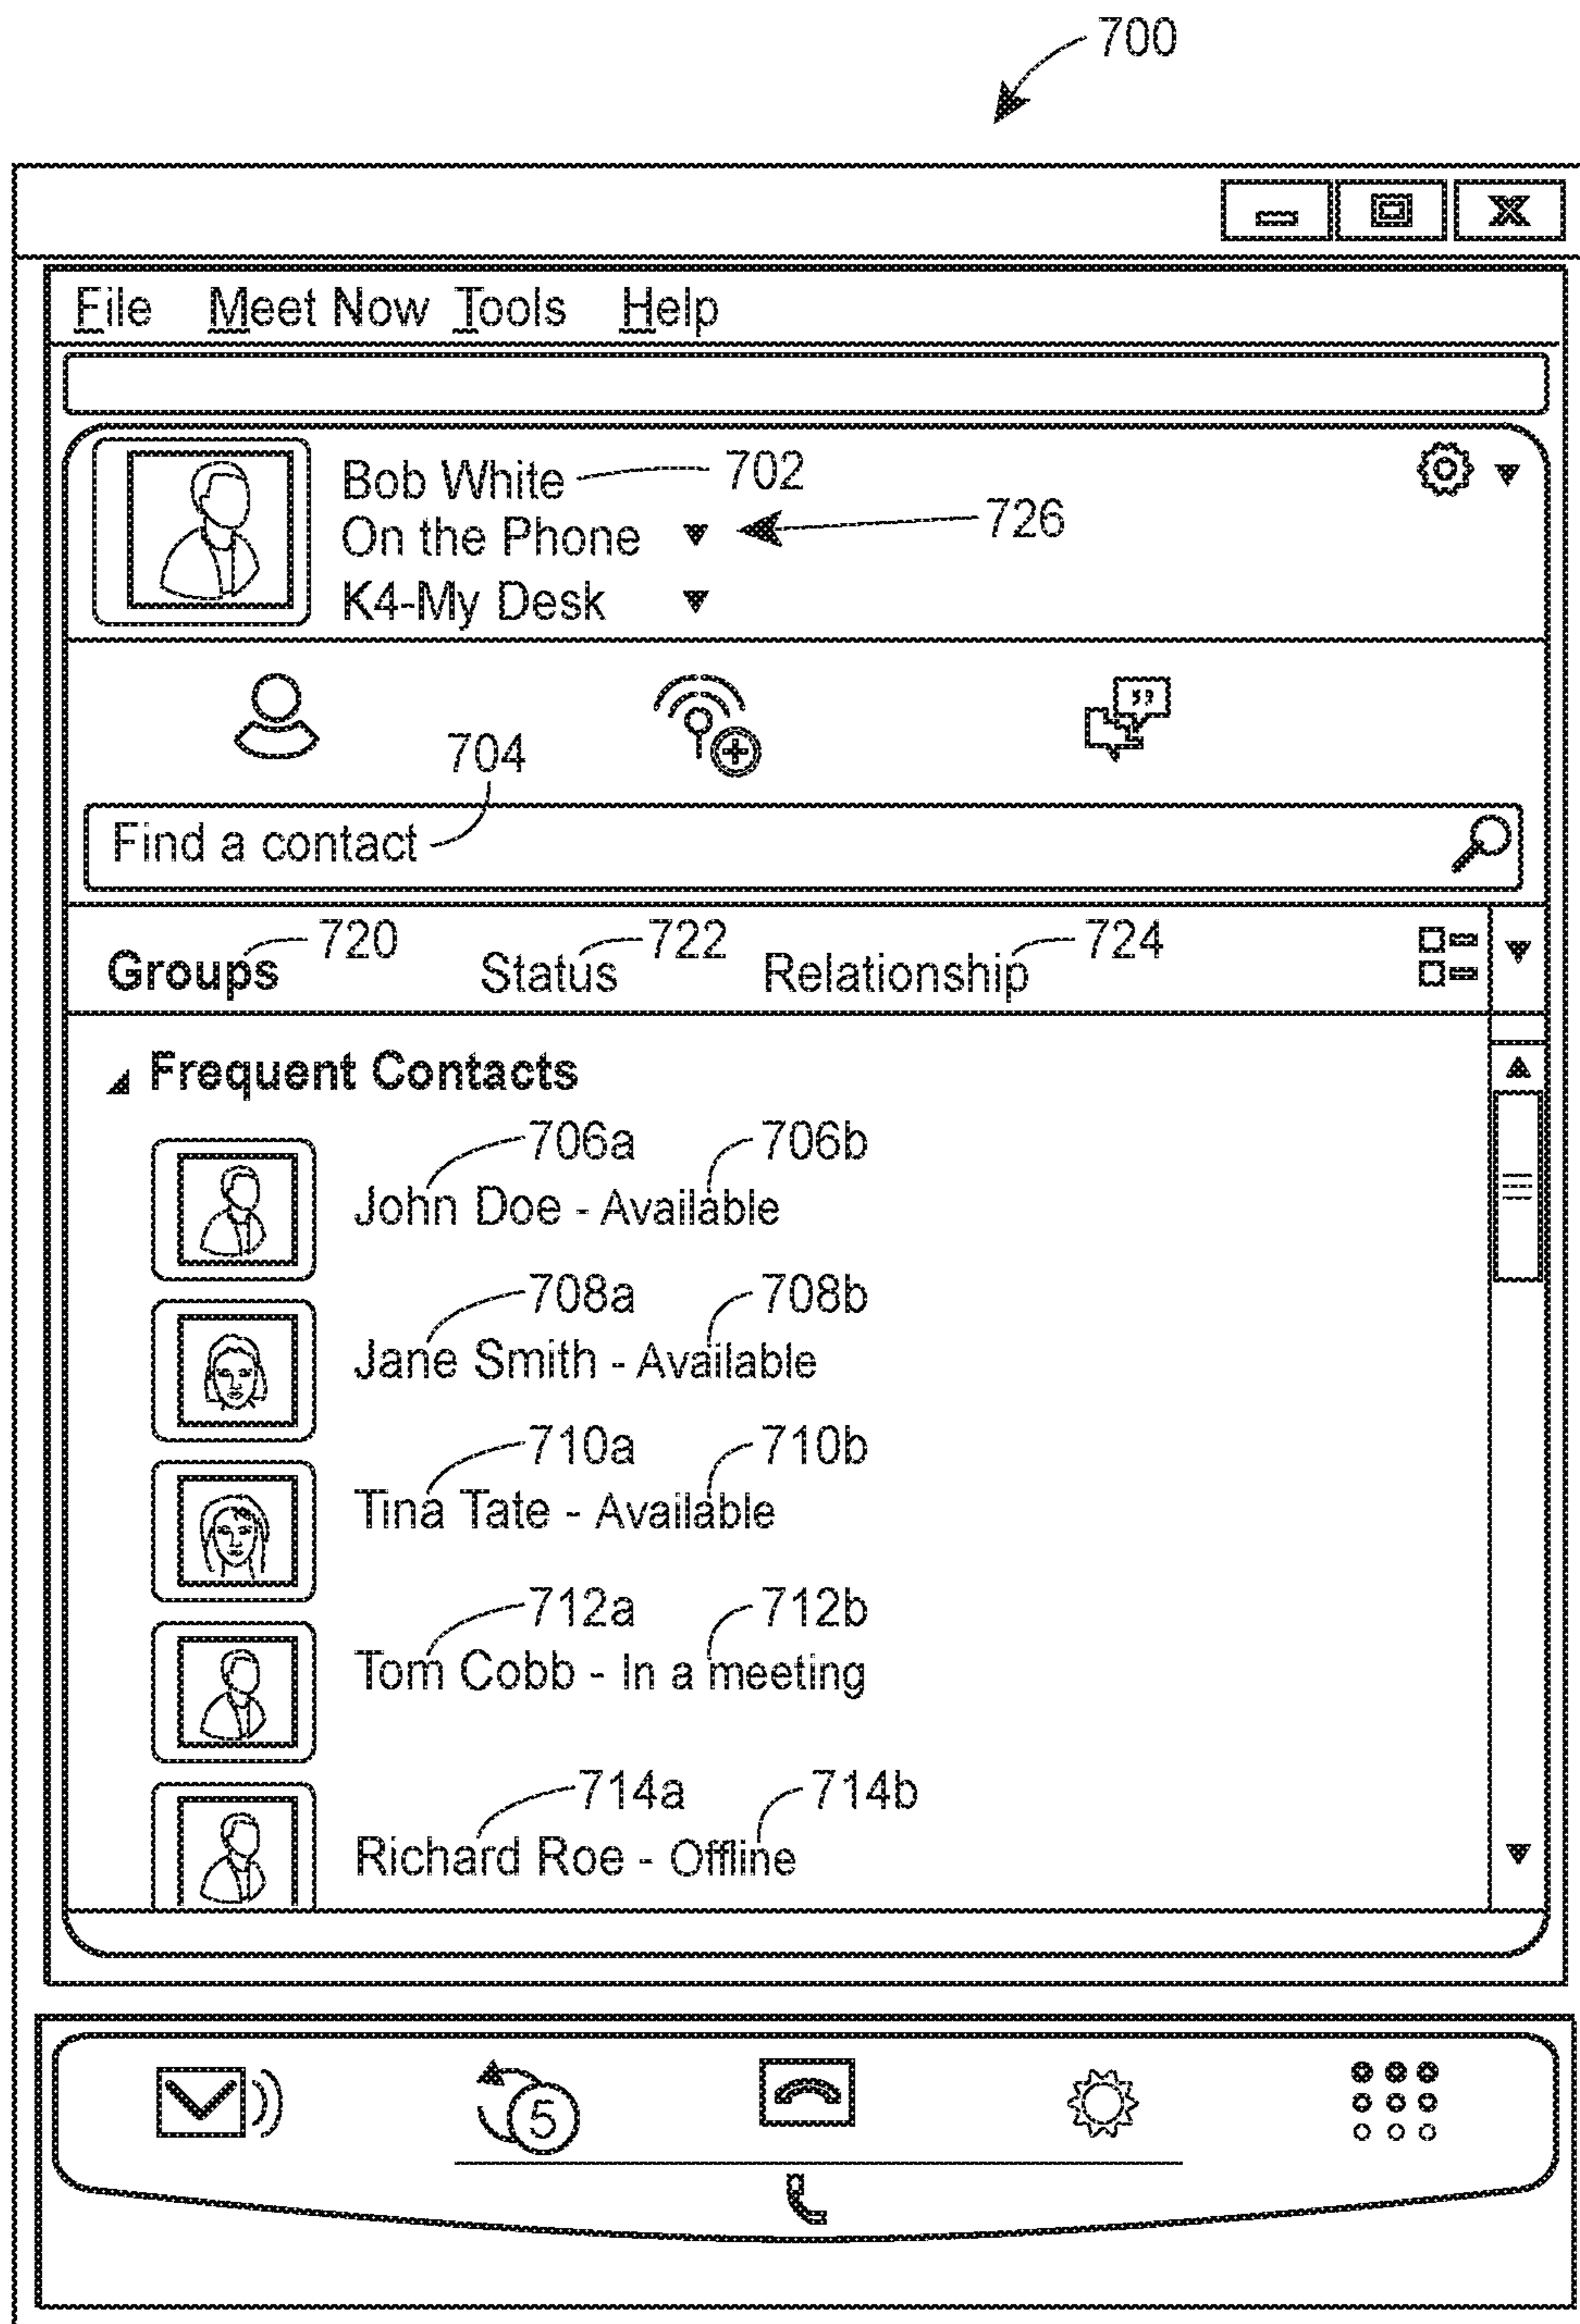 700
File Meet Now Tools Help
Bob White 702
On the Phone 726
K4-My Desk
704
Find a contact
720 722 724
Groups Status Relationship
Frequent Contacts
706a 706b
John Doe - Available
708a 708b
Jane Smith - Available
710a 710b
Tina Tate - Available
712a 712b
Tom Cobb - In a meeting
714a 714b
Richard Roe - Offline
5